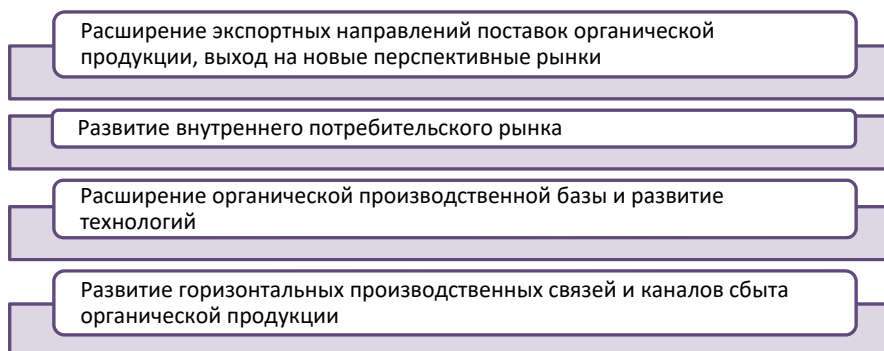 Расширение экспортных направлений поставок органической
продукции, выход на новые перспективные рынки
Развитие внутреннего потребительского рынка
Расширение органической производственной базы и развитие
технологий
Развитие горизонтальных производственных связей и каналов сбыта
органической продукции